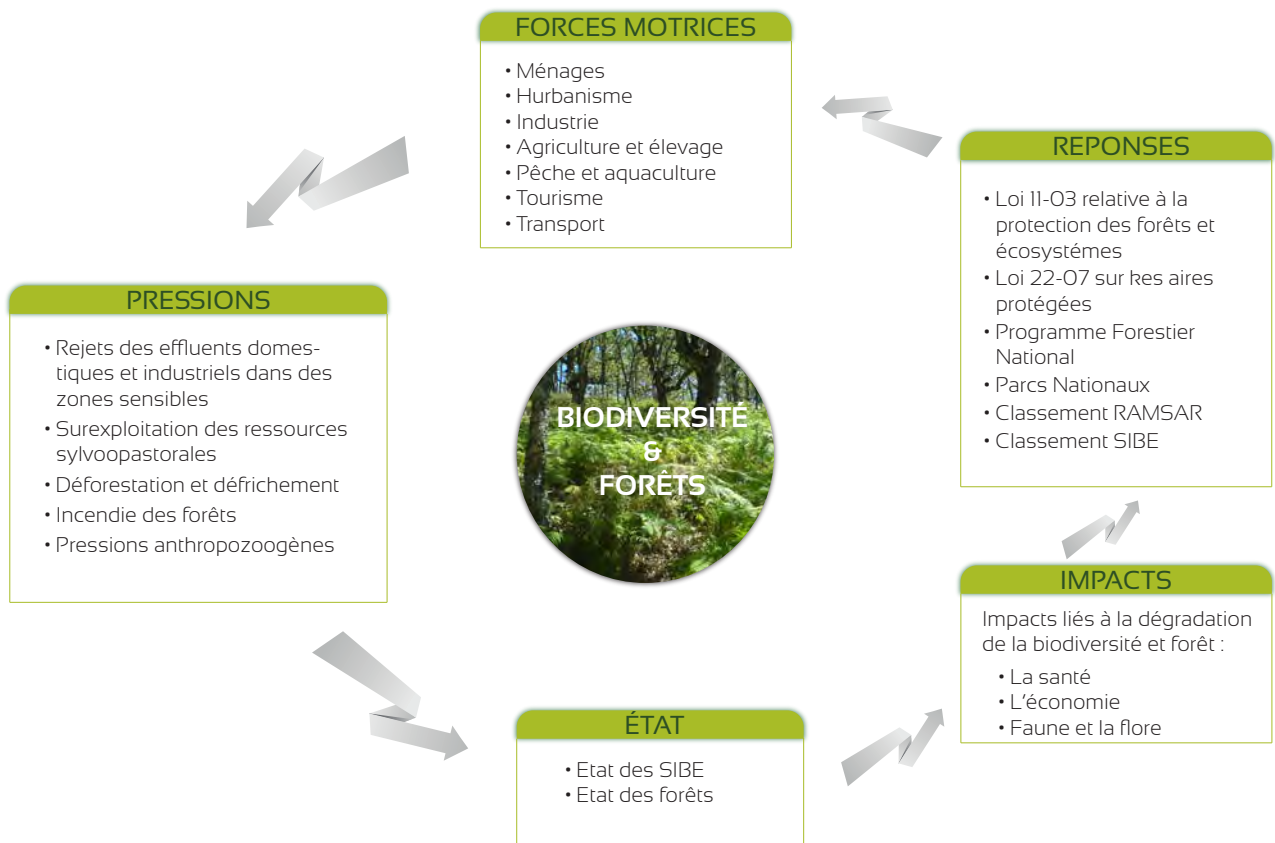 FORCES MOTRICES
• Ménages
• Hurbanisme
• Industrie
• Agriculture et élevage
• Pêche et aquaculture
• Tourisme
• Transport
PRESSIONS
• Rejets des effluents domes-
tiques et industriels dans des
zones sensibles
• Surexploitation des ressources
sylvoopastorales
• Déforestation et défrichement
• Incendie des forêts
• Pressions anthropozoogènes
BIODIVERSITÉ
&
FORÊTS
ÉTAT
• Etat des SIBE
• Etat des forêts
IMPACTS
Impacts liés à la dégradation
de la biodiversité et forêt :
• La santé
• L'économie
• Faune et la flore
REPONSES
• Loi 11-03 relative à la
protection des forêts et
écosystémes
• Loi 22-07 sur kes aires
protégées
• Programme Forestier
National
• Parcs Nationaux
• Classement RAMSAR
• Classement SIBE